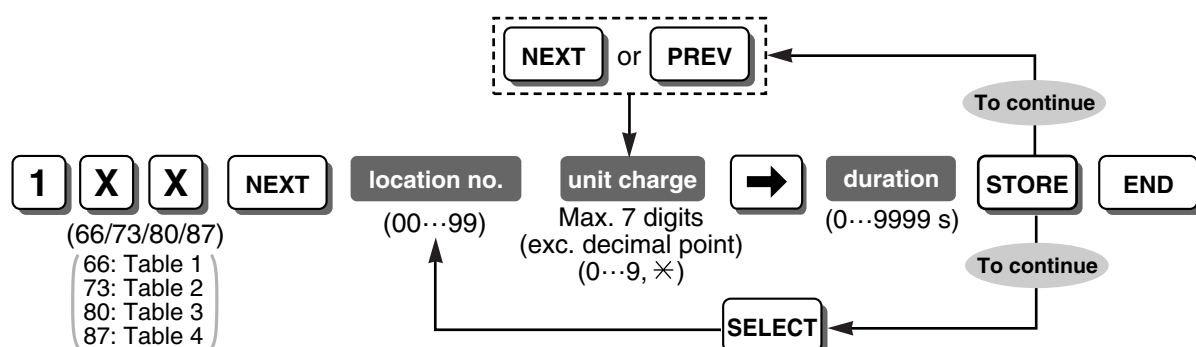 NEXT or PREV
To continue
1 X X NEXT location no. unit charge ➡ duration STORE END
(66/73/80/87) (00···99) Max. 7 digits (0···9999 s)
(exc. decimal point)
(0···9, ✳)
66: Table 1
73: Table 2
80: Table 3
87: Table 4
To continue
SELECT